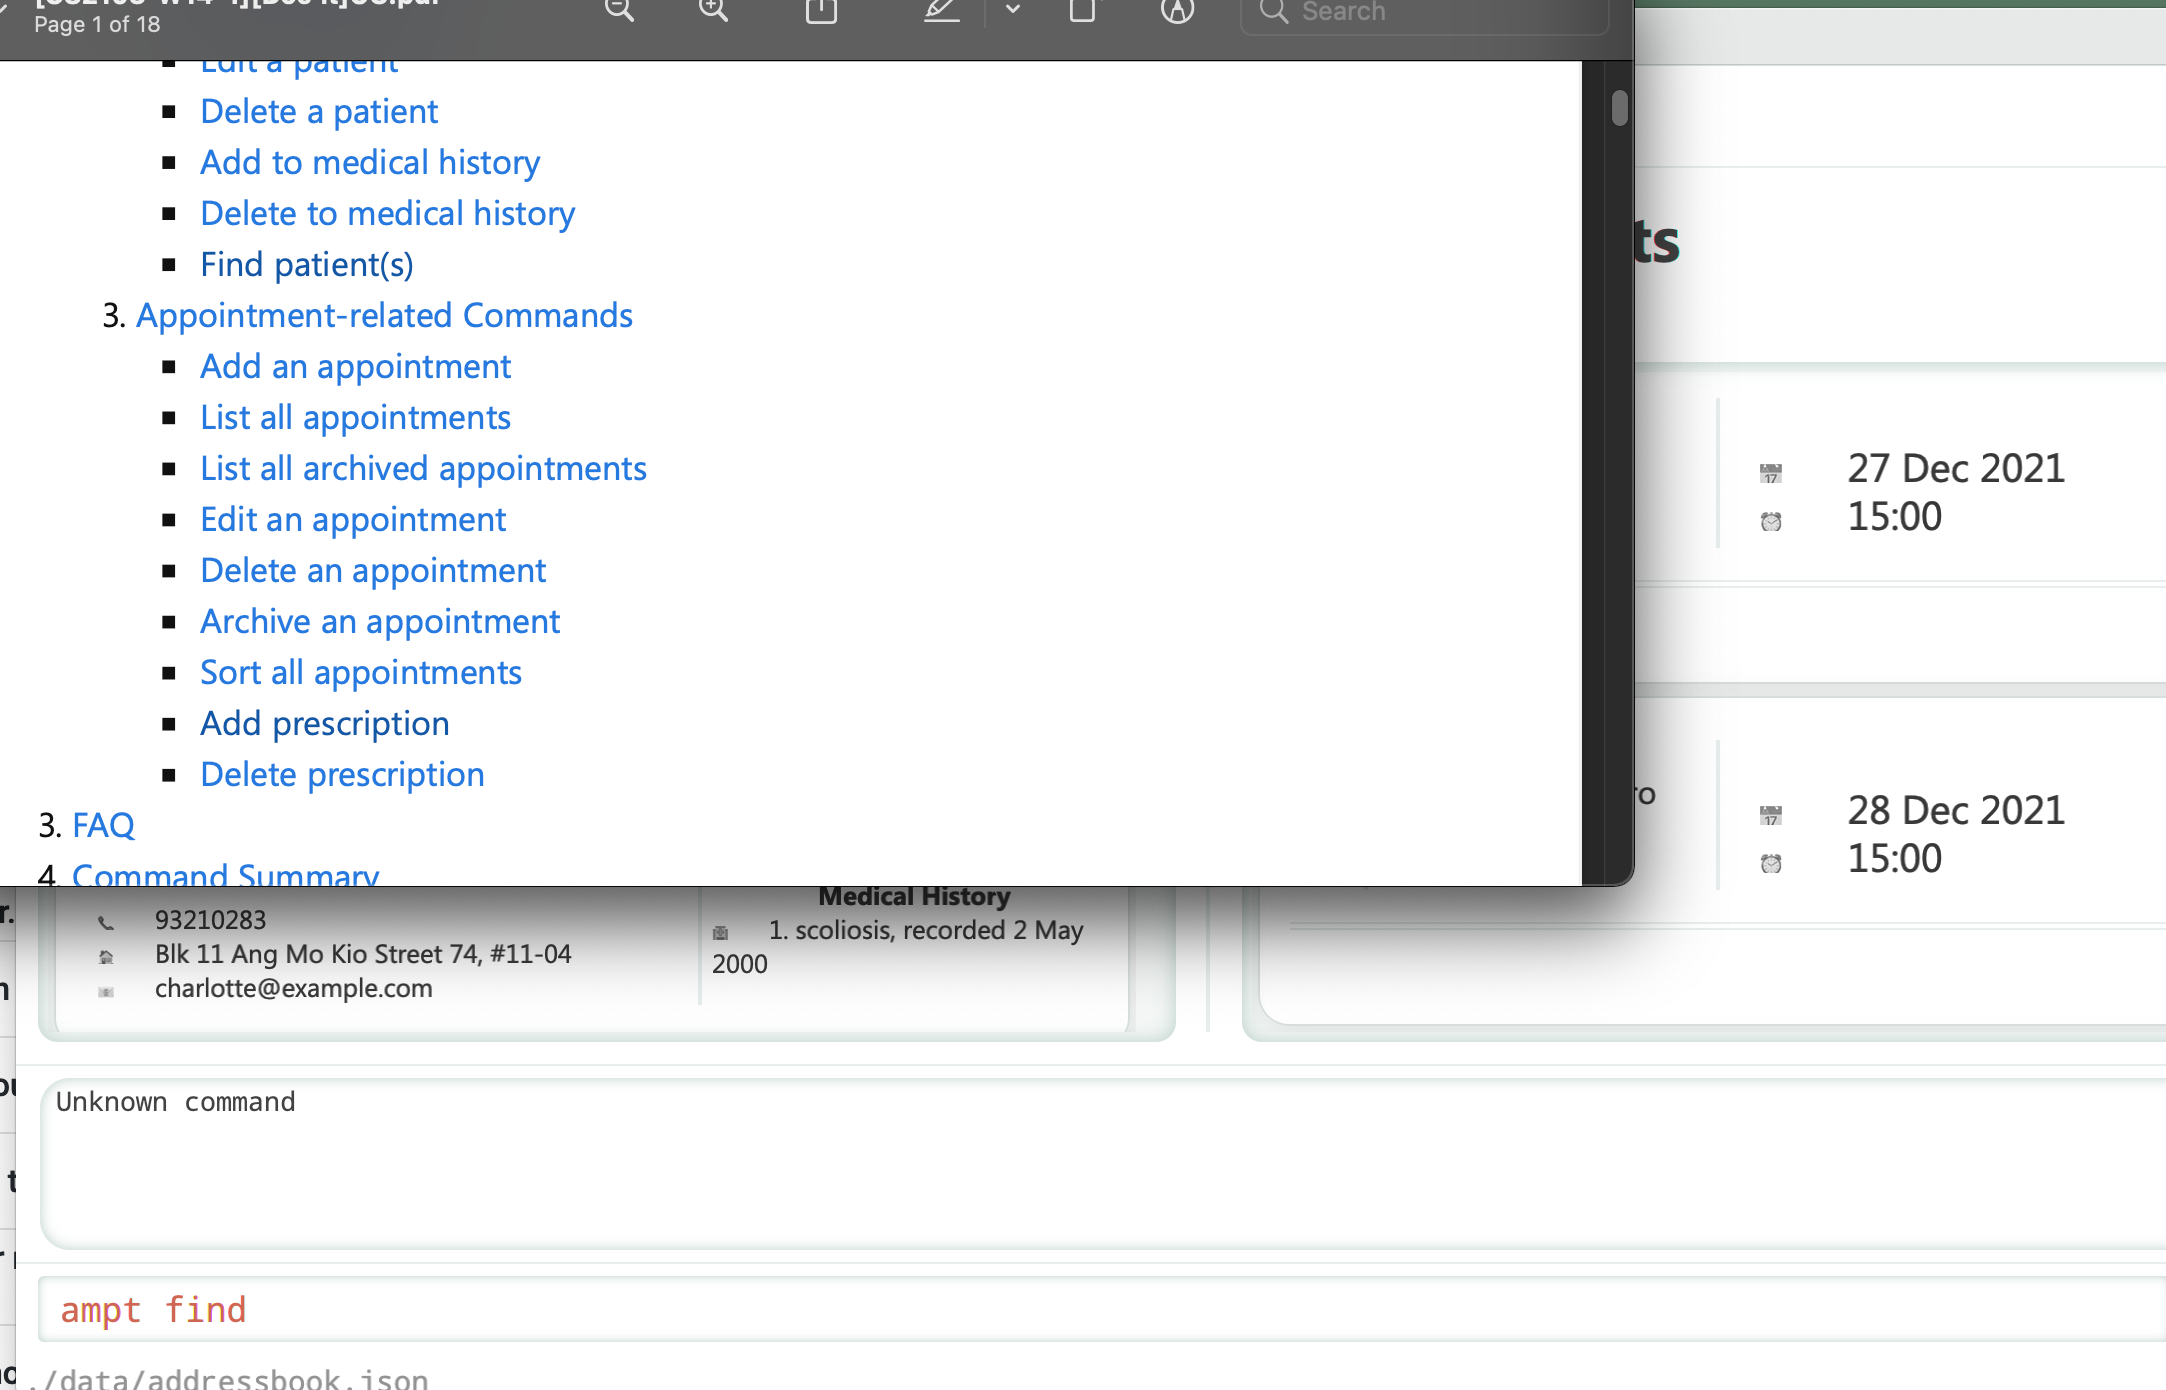 Page 1 of 18
Search
Edit a patient
Delete a patient
Add to medical history
Delete to medical history
Find patient(s)
3. Appointment-related Commands
Add an appointment
List all appointments
List all archived appointments
Edit an appointment
Delete an appointment
Archive an appointment
Sort all appointments
Add prescription
Delete prescription
3. FAQ
4. Command Summary
ts
27 Dec 2021
15:00
ro
28 Dec 2021
15:00
93210283
Blk 11 Ang Mo Kio Street 74, #11-04
charlotte@example.com
Medical History
1. scoliosis, recorded 2 May
2000
Unknown command
ampt find
./data/addressbook.json